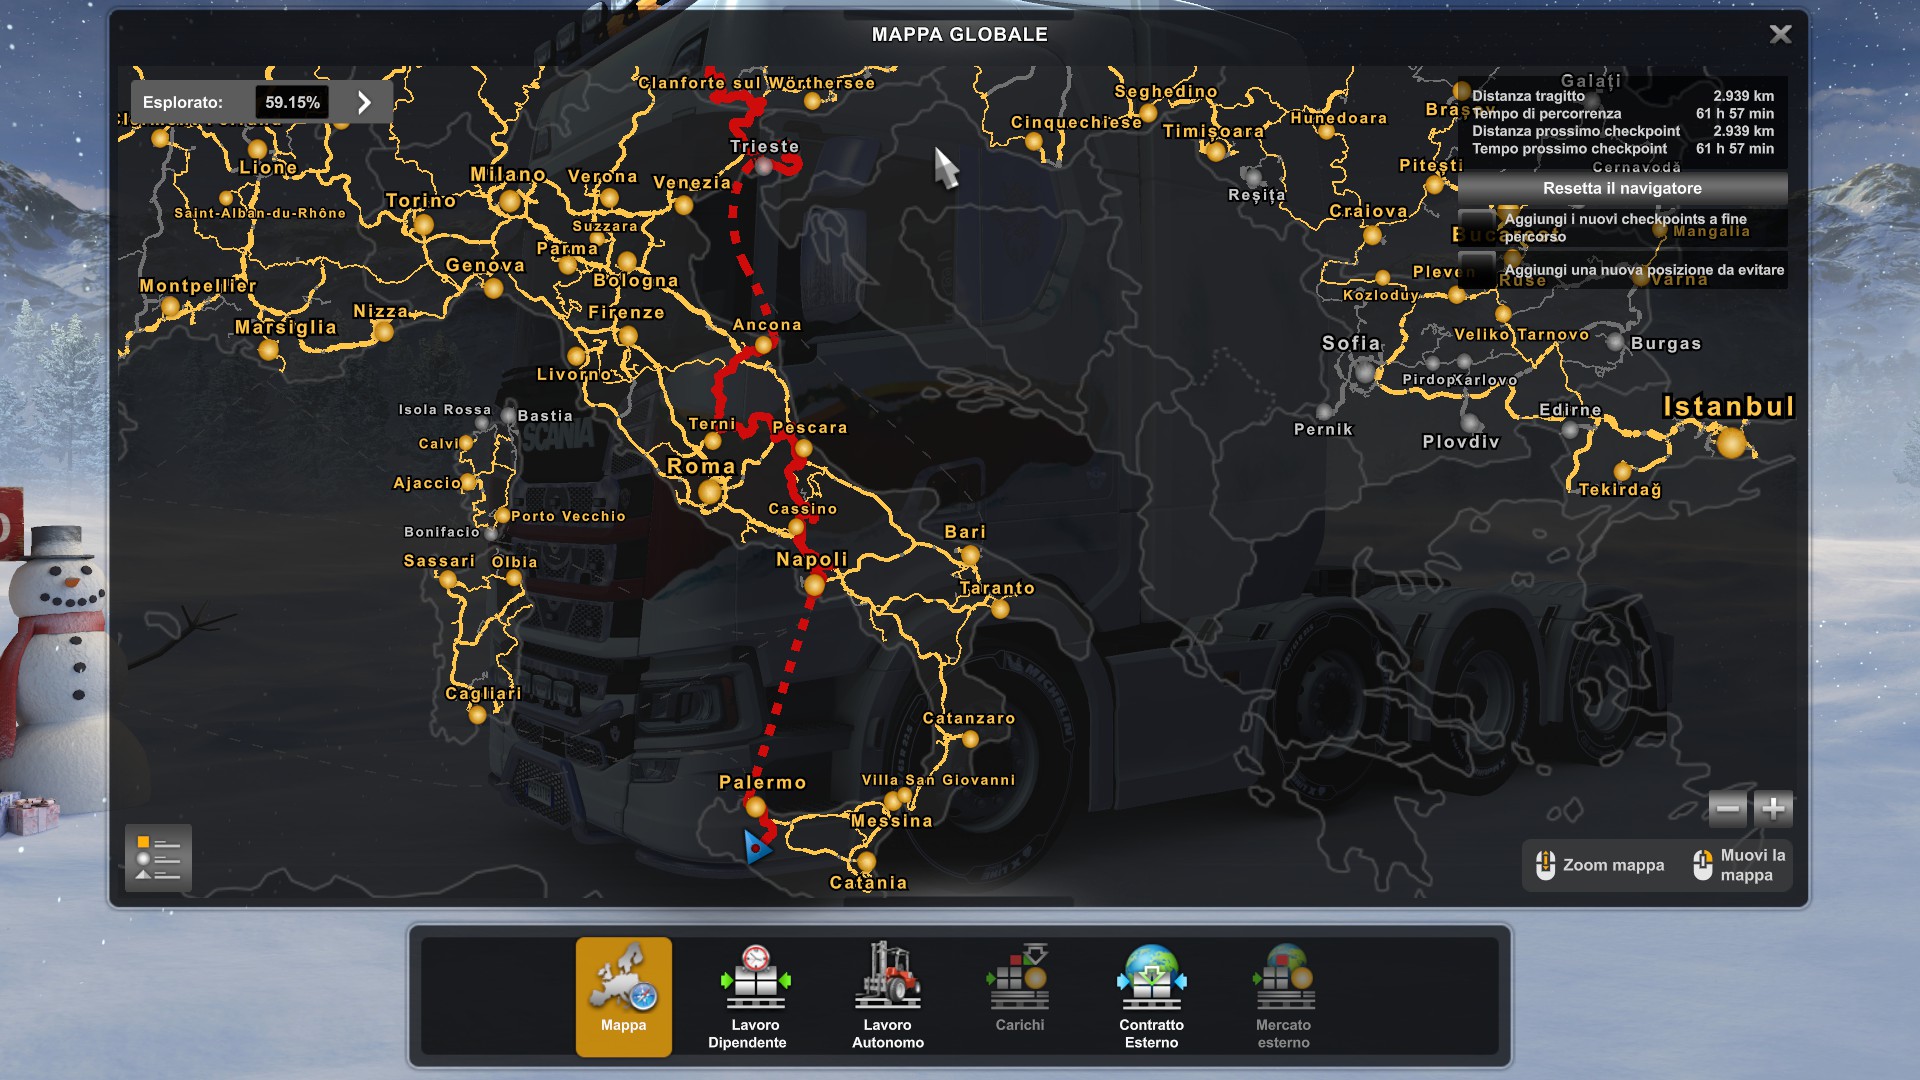 MAPPA GLOBALE
Esplorato: 59.15%
Clanforte sul Wörthersee
Seghedino
Galați
Distanza tragitto 2.939 km
Tempo di percorrenza 61 h 57 min
Distanza prossimo checkpoint 2.939 km
Tempo prossimo checkpoint 61 h 57 min
Cinquechiese
Timișoara
Hunedoara
Trieste
Lione
Milano
Verona
Venezia
Pitești
Cernavodă
Resetta il navigatore
Reșița
Torino
Saint-Alban-du-Rhône
Suzzara
Craiova
Aggiungi i nuovi checkpoints a fine
percorso
Mangalia
Parma
Genova
Bologna
Pleven
Aggiungi una nuova posizione da evitare
Ruse
Varna
Montpellier
Kozloduy
Nizza
Firenze
Marsiglia
Ancona
Veliko Tarnovo
Sofia
Burgas
Livorno
Pirdop
Karlovo
Isola Rossa
Bastia
SCANIA
Edirne
Istanbul
Terni
Pescara
Calvi
Pernik
Plovdiv
Roma
Ajaccio
Tekirdağ
Cassino
Porto Vecchio
Bonifacio
Bari
Sassari
Olbia
Napoli
Taranto
MICHELIN
Cagliari
Catanzaro
Palermo
Villa San Giovanni
Messina
Catania
Zoom mappa
Muovi la
mappa
Mappa
Lavoro
Dipendente
Lavoro
Autonomo
Carichi
Contratto
Esterno
Mercato
esterno